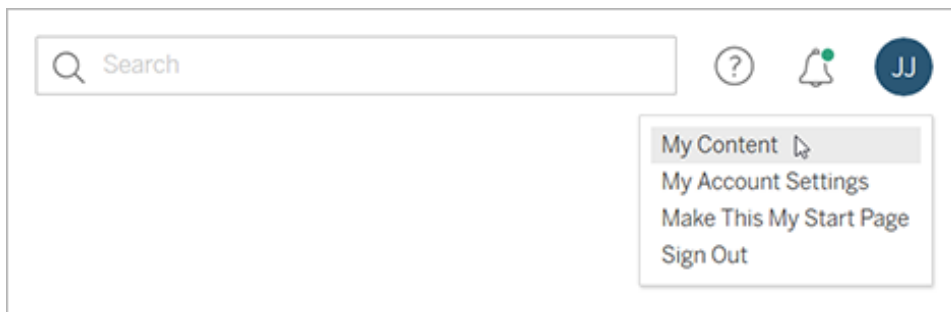 Search
?
JJ
My Content
My Account Settings
Make This My Start Page
Sign Out